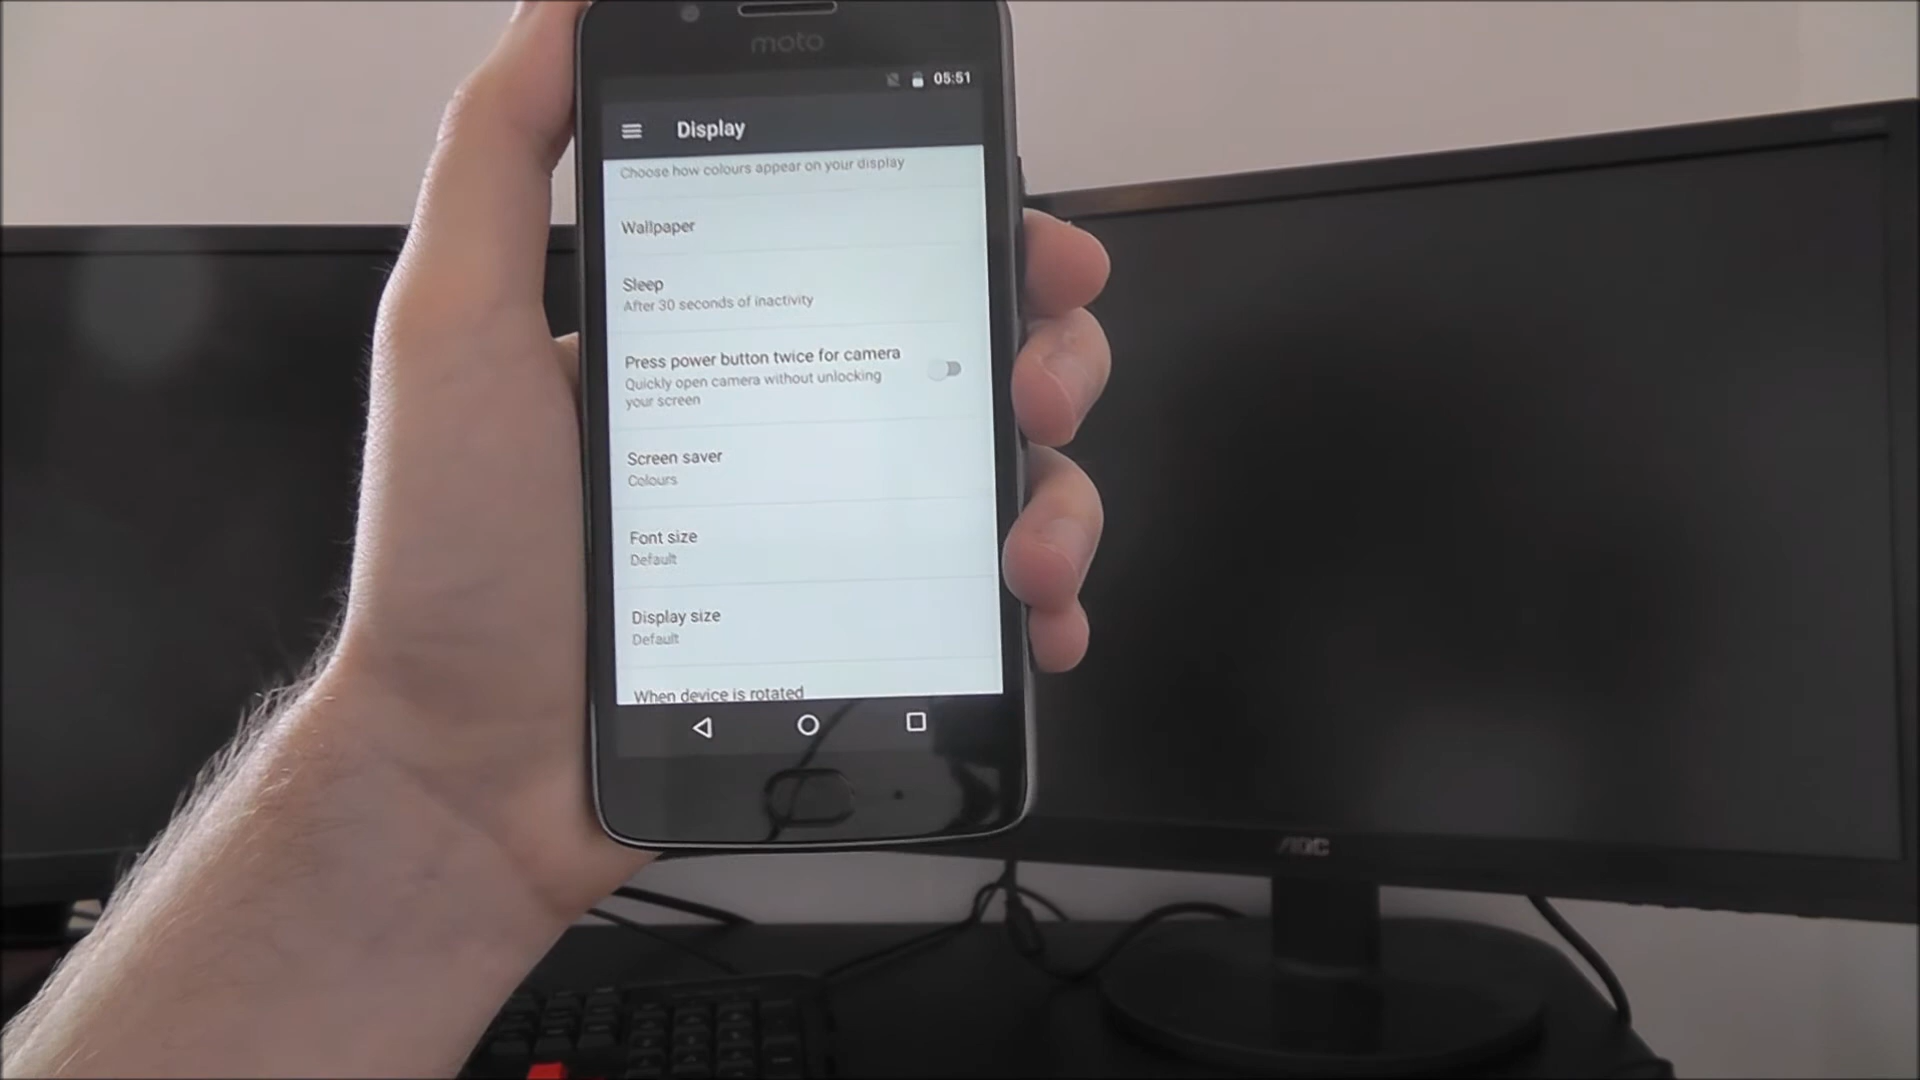 moto
05:51
Display
Choose how colours appear on your display
Wallpaper
Sleep
After 30 seconds of inactivity
Press power button twice for camera
Quickly open camera without unlocking
your screen
Screen saver
Colours
Font size
Default
Display size
Default
When device is rotated
AOC